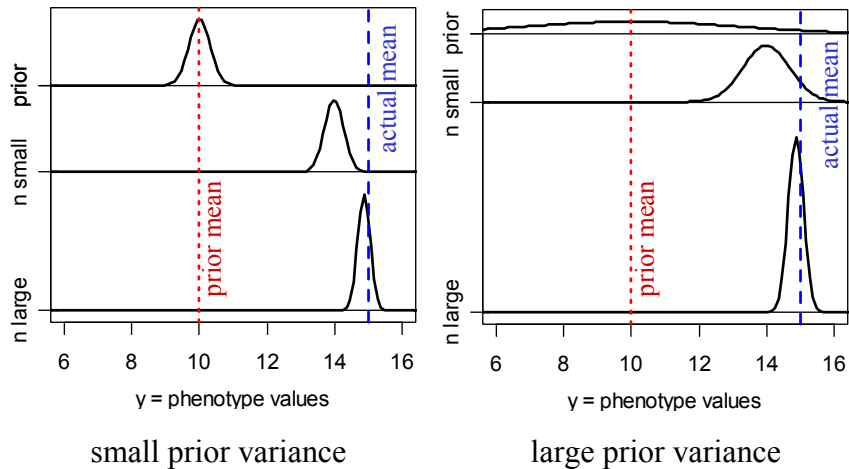 prior
n small
n large
actual mean
prior mean
6 8 10 12 14 16
y = phenotype values
small prior variance
prior
n small
n large
actual mean
prior mean
6 8 10 12 14 16
y = phenotype values
large prior variance